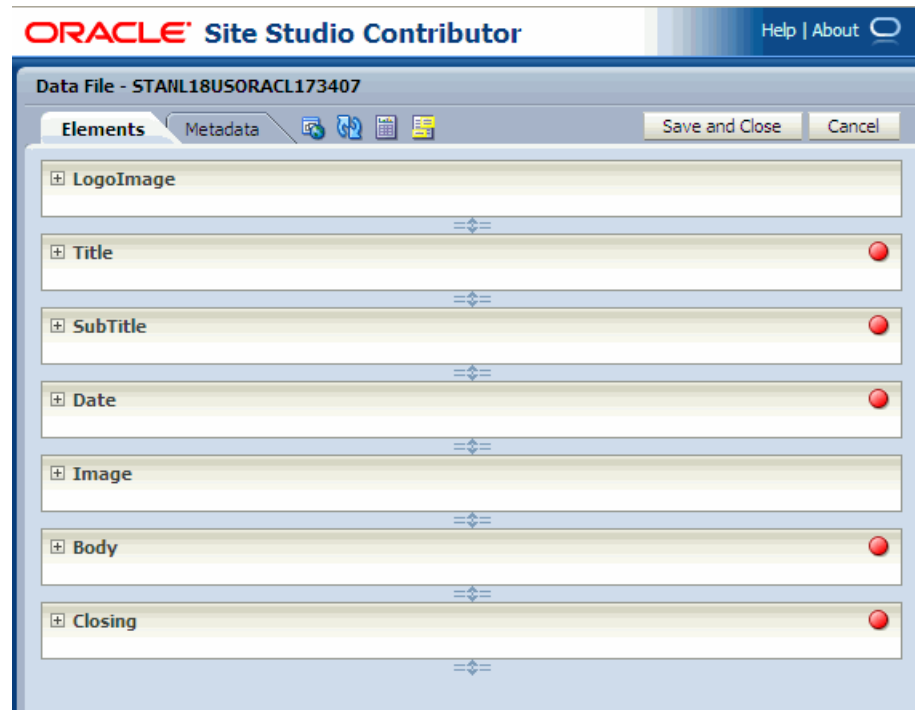 ORACLE Site Studio Contributor
Help | About
Data File - STANL18USORACL173407
Elements Metadata Save and Close Cancel
LogoImage
Title
SubTitle
Date
Image
Body
Closing